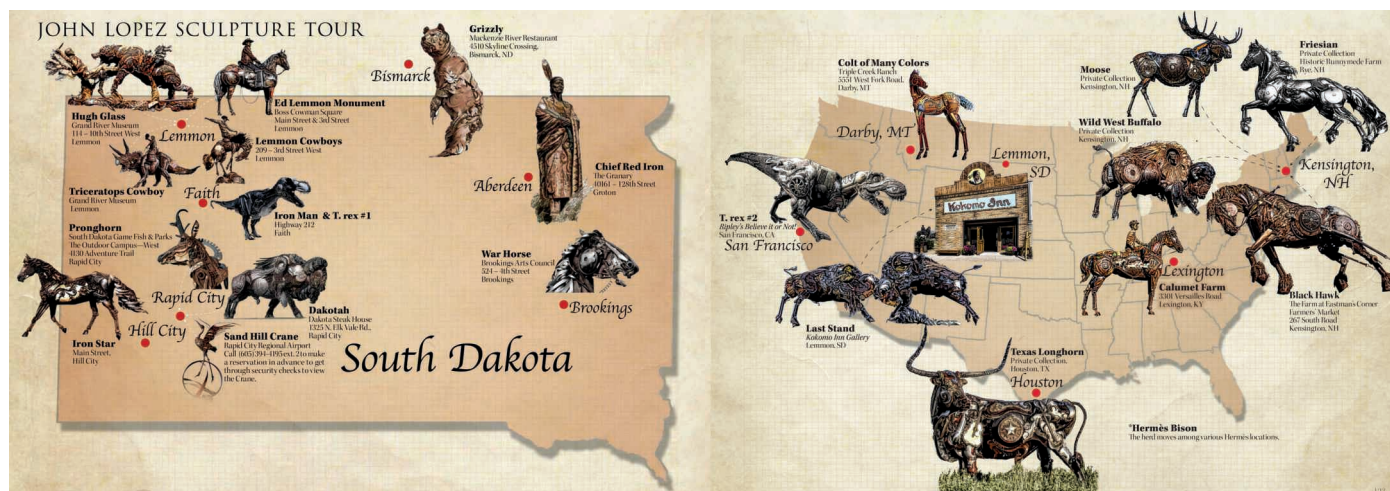 JOHN LOPEZ SCULPTURE TOUR
Grizzly
Mackenzie River Restaurant
4510 Skyline Crossing,
Bismarck, ND
Bismarck
Hugh Glass
Grand River Museum
114 – 10th Street West
Lemmon
Lemmon
Ed Lemmon Monument
Boss Cowman Square
Main Street & 3rd Street
Lemmon
Lemmon Cowboys
209 – 3rd Street West
Lemmon
Triceratops Cowboy
Grand River Museum
Lemmon
Faith
Iron Man & T. rex #1
Highway 212
Faith
Pronghorn
South Dakota Game Fish & Parks
The Outdoor Campus—West
4130 Adventure Trail
Rapid City
Rapid City
Dakotah
Dakota Steak House
1325 N. Elk Vale Rd.,
Rapid City
Hill City
Iron Star
Main Street,
Hill City
Sand Hill Crane
Rapid City Regional Airport
Call (605) 394-4195 ext. 2 to make
a reservation in advance to get
through security checks to view
the Crane.
Aberdeen
Chief Red Iron
The Granary
40161 – 128th Street
Groton
War Horse
Brookings Arts Council
524 – 4th Street
Brookings
Brookings
South Dakota
Colt of Many Colors
Triple Creek Ranch
5551 West Fork Road,
Darby, MT
Darby, MT
Lemmon,
SD
Kokomo Inn
Moose
Private Collection
Kensington, NH
Friesian
Private Collection
Historic Runnymede Farm
Rye, NH
Wild West Buffalo
Private Collection
Kensington, NH
Kensington,
NH
T. rex #2
Ripley's Believe it or Not!
San Francisco, CA
San Francisco
Last Stand
Kokomo Inn Gallery
Lemmon, SD
Lexington
Calumet Farm
3301 Versailles Road
Lexington, KY
Black Hawk
The Farm at Eastman's Corner
Farmers' Market
267 South Road
Kensington, NH
Texas Longhorn
Private Collection,
Houston, TX
Houston
*Hermès Bison
The herd moves among various Hermès locations.